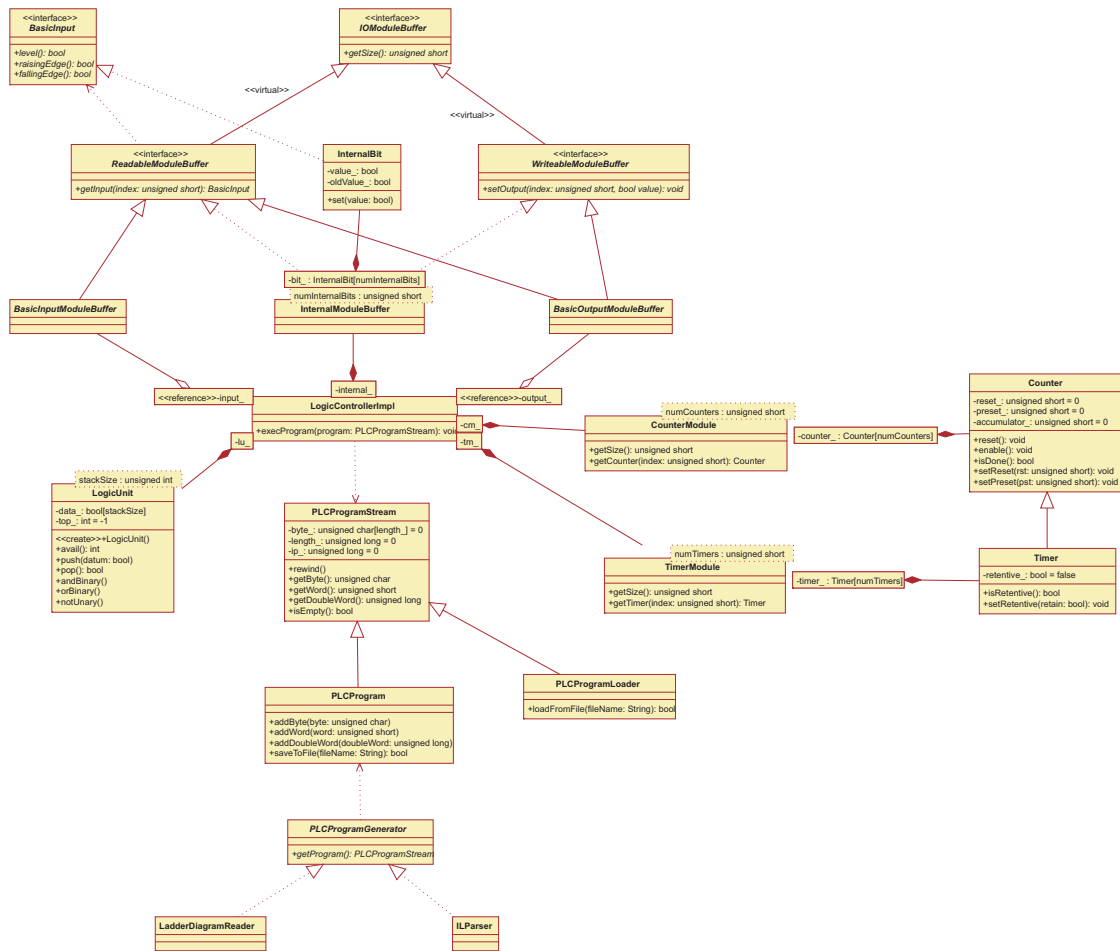 <<interface>>
BasicInput
+level(): bool
+raisingEdge(): bool
+fallingEdge(): bool
<<interface>>
IOModuleBuffer
+getSize(): unsigned short
<<virtual>>
<<virtual>>
<<interface>>
ReadableModuleBuffer
+getInput(index: unsigned short): BasicInput
InternalBit
-value_: bool
-oldValue_: bool
+set(value: bool)
<<interface>>
WriteableModuleBuffer
+setOutput(index: unsigned short, bool value): void
-bit_ : InternalBit[numInternalBits]
numInternalBits : unsigned short
BasicInputModuleBuffer
InternalModuleBuffer
BasicOutputModuleBuffer
<<reference>>-input_
-internal_
<<reference>>-output_
LogicControllerImpl
+execProgram(program: PLCProgramStream): void
-lu_
-cm_
-tm_
numCounters : unsigned short
CounterModule
+getSize(): unsigned short
+getCounter(index: unsigned short): Counter
-counter_ : Counter[numCounters]
Counter
-reset_: unsigned short = 0
-preset_: unsigned short = 0
-accumulator_: unsigned short = 0
+reset(): void
+enable(): void
+isDone(): bool
+setReset(rst: unsigned short): void
+setPreset(pst: unsigned short): void
stackSize : unsigned int
LogicUnit
-data_: bool[stackSize]
-top_: int = -1
<<create>>+LogicUnit()
+avail(): int
+push(datum: bool)
+pop(): bool
+andBinary()
+orBinary()
+notUnary()
PLCProgramStream
-byte_: unsigned char[length_] = 0
-length_: unsigned long = 0
-ip_: unsigned long = 0
+rewind()
+getByte(): unsigned char
+getWord(): unsigned short
+getDoubleWord(): unsigned long
+isEmpty(): bool
numTimers : unsigned short
TimerModule
+getSize(): unsigned short
+getTimer(index: unsigned short): Timer
-timer_ : Timer[numTimers]
Timer
-retentive_: bool = false
+isRetentive(): bool
+setRetentive(retain: bool): void
PLCProgram
+addByte(byte: unsigned char)
+addWord(word: unsigned short)
+addDoubleWord(doubleWord: unsigned long)
+saveToFile(fileName: String): bool
PLCProgramLoader
+loadFromFile(fileName: String): bool
PLCProgramGenerator
+getProgram(): PLCProgramStream
LadderDiagramReader
ILParser